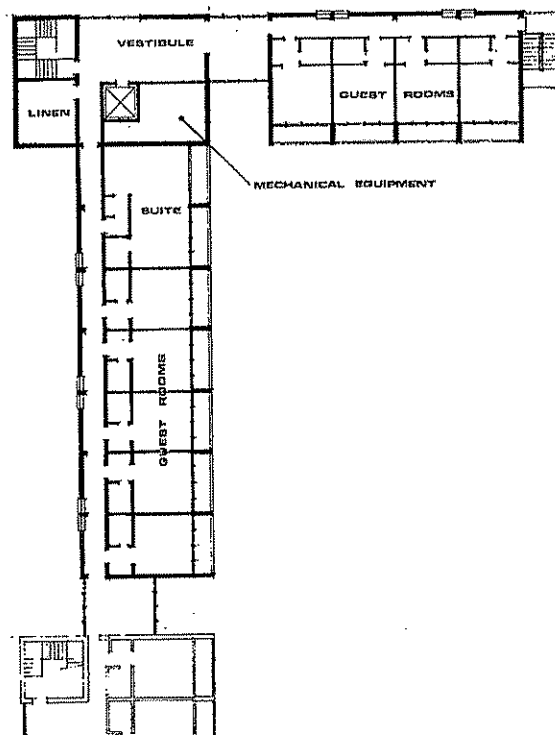 VESTIBULE
GUEST ROOMS
LINEN
MECHANICAL EQUIPMENT
SUITE
GUEST ROOMS